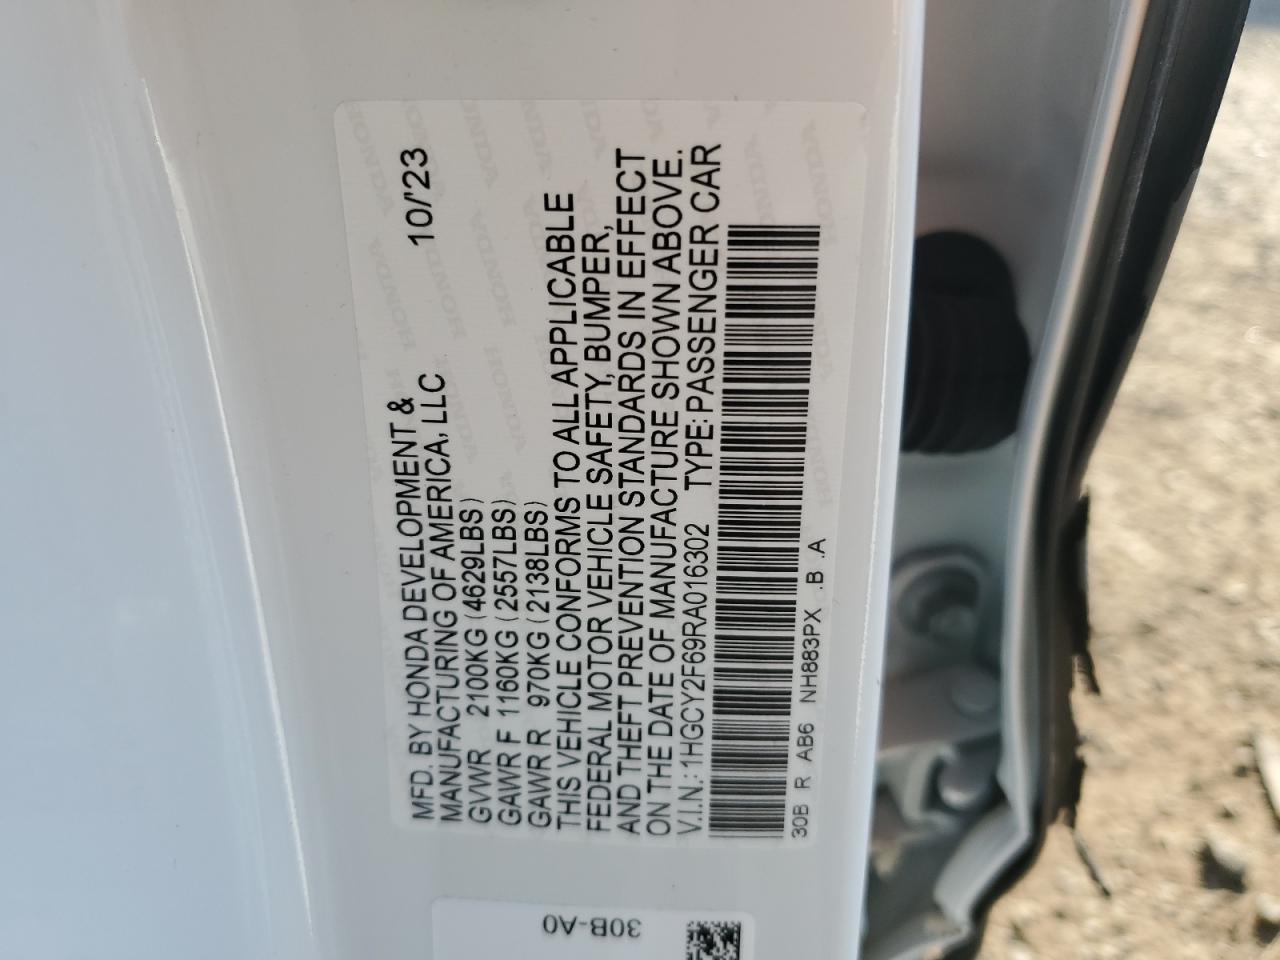 MFD. BY HONDA DEVELOPMENT &
MANUFACTURING OF AMERICA, LLC 10/'23
GVWR 2100KG (4629LBS)
GAWR F 1160KG (2557LBS)
GAWR R 970KG (2138LBS)
THIS VEHICLE CONFORMS TO ALL APPLICABLE
FEDERAL MOTOR VEHICLE SAFETY, BUMPER,
AND THEFT PREVENTION STANDARDS IN EFFECT
ON THE DATE OF MANUFACTURE SHOWN ABOVE.
V.I.N.: 1HGCY2F69RA016302 TYPE: PASSENGER CAR
30B R AB6 NH883PX .B .A
30B-A0